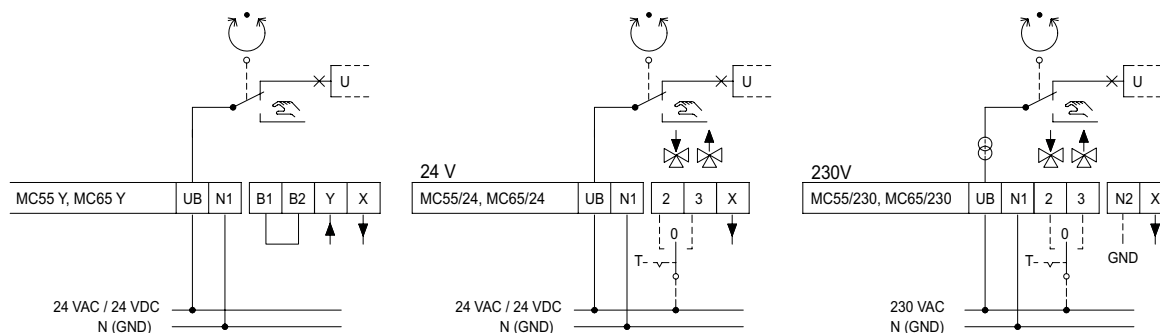 U
MC55 Y, MC65 Y
UB
N1
B1
B2
Y
X
24 VAC / 24 VDC
N (GND)
U
24 V
MC55/24, MC65/24
UB
N1
2
3
X
0
T
24 VAC / 24 VDC
N (GND)
U
230V
MC55/230, MC65/230
UB
N1
2
3
N2
X
0
T
GND
230 VAC
N (GND)